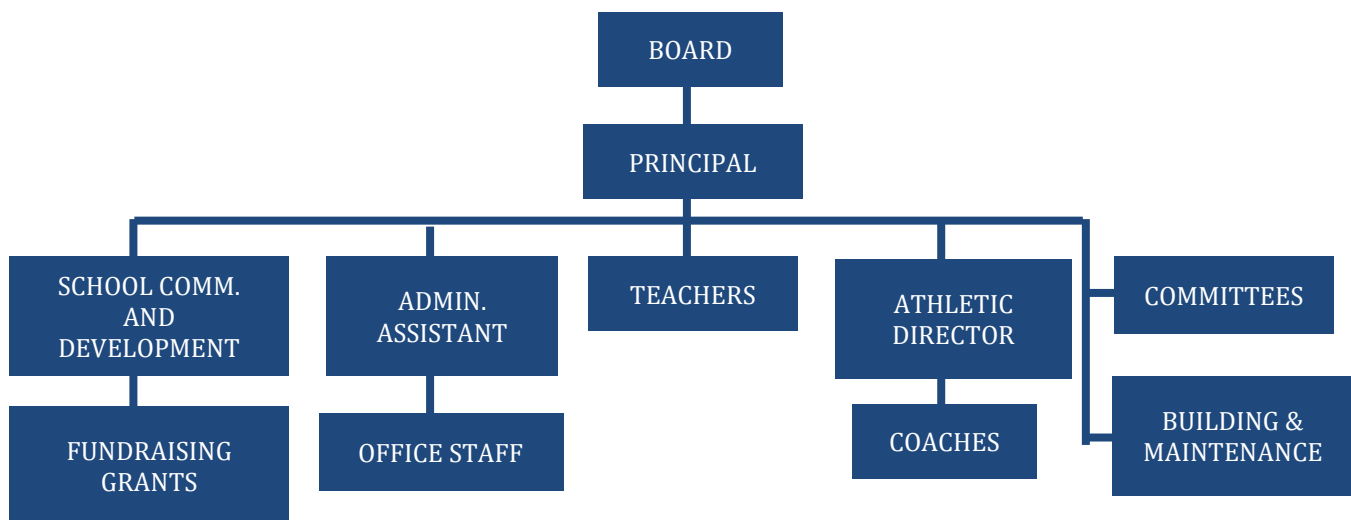 BOARD
PRINCIPAL
SCHOOL COMM.
AND
DEVELOPMENT
ADMIN.
ASSISTANT
TEACHERS
ATHLETIC
DIRECTOR
COMMITTEES
FUNDRAISING
GRANTS
OFFICE STAFF
COACHES
BUILDING &
MAINTENANCE